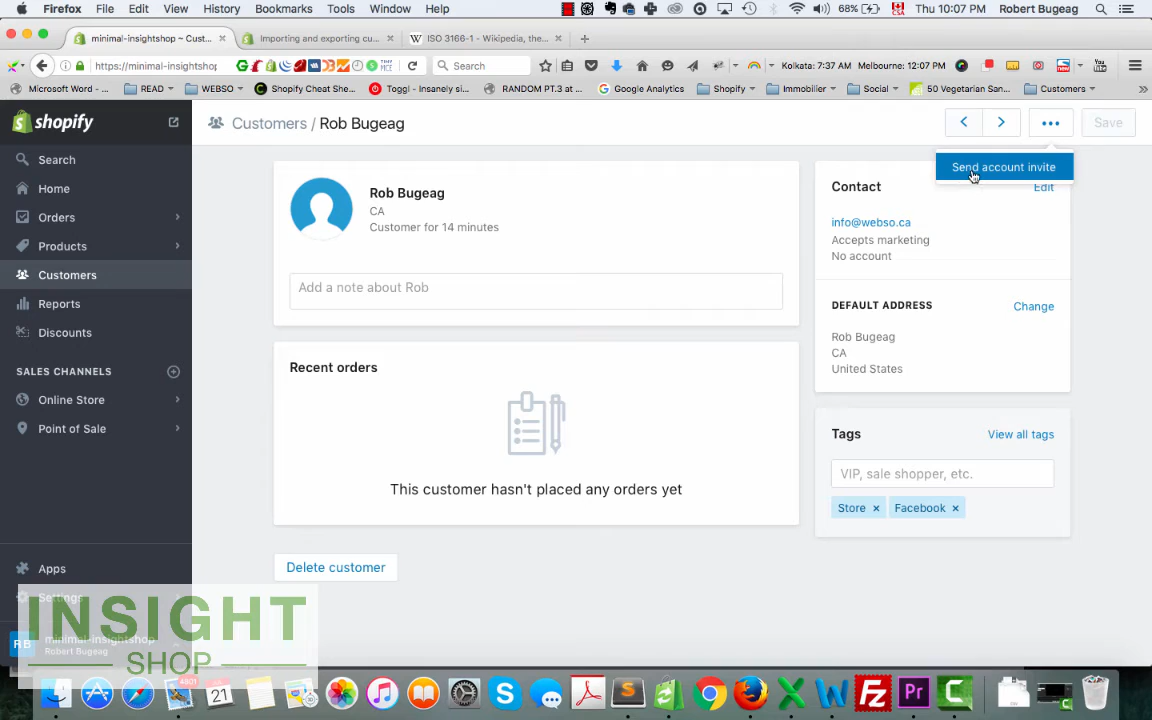 Firefox File Edit View History Bookmarks Tools Window Help 68% Thu 10:07 PM Robert Bugeag
minimal-insightshop ~ Cust... × Importing and exporting cu... × ISO 3166-1 - Wikipedia, the... × +
https://minimal-insightshop Search Kolkata: 7:37 AM Melbourne: 12:07 PM
Microsoft Word - ... READ WEBSO Shopify Cheat She... Toggl - Insanely si... RANDOM PT.3 at ... Google Analytics Shopify Immobilier Social 50 Vegetarian San... Customers
shopify
Customers / Rob Bugeag
Save
Search
Home
Orders
Products
Customers
Reports
Discounts
SALES CHANNELS
Online Store
Point of Sale
Apps
Settings
RB
minimal-insightshop
Robert Bugeag
Send account invite
Rob Bugeag
CA
Customer for 14 minutes
Add a note about Rob
Recent orders
This customer hasn't placed any orders yet
Delete customer
Contact
Edit
info@webso.ca
Accepts marketing
No account
DEFAULT ADDRESS
Change
Rob Bugeag
CA
United States
Tags
View all tags
VIP, sale shopper, etc.
Store × Facebook ×
INSIGHT
SHOP